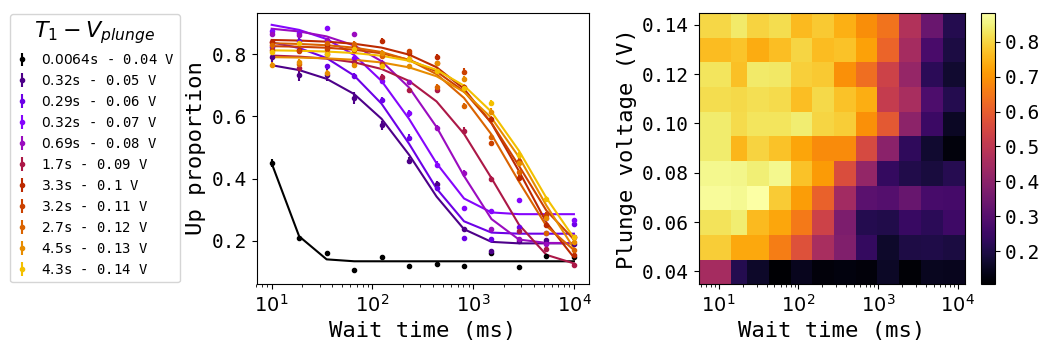 T₁ − V_plunge
0.0064s - 0.04 V
0.32s - 0.05 V
0.29s - 0.06 V
0.32s - 0.07 V
0.69s - 0.08 V
1.7s - 0.09 V
3.3s - 0.1 V
3.2s - 0.11 V
2.7s - 0.12 V
4.5s - 0.13 V
4.3s - 0.14 V
Up proportion
0.8
0.6
0.4
0.2
10¹ 10² 10³ 10⁴
Wait time (ms)
Plunge voltage (V)
0.14
0.12
0.10
0.08
0.06
0.04
10¹ 10² 10³ 10⁴
Wait time (ms)
0.8
0.7
0.6
0.5
0.4
0.3
0.2